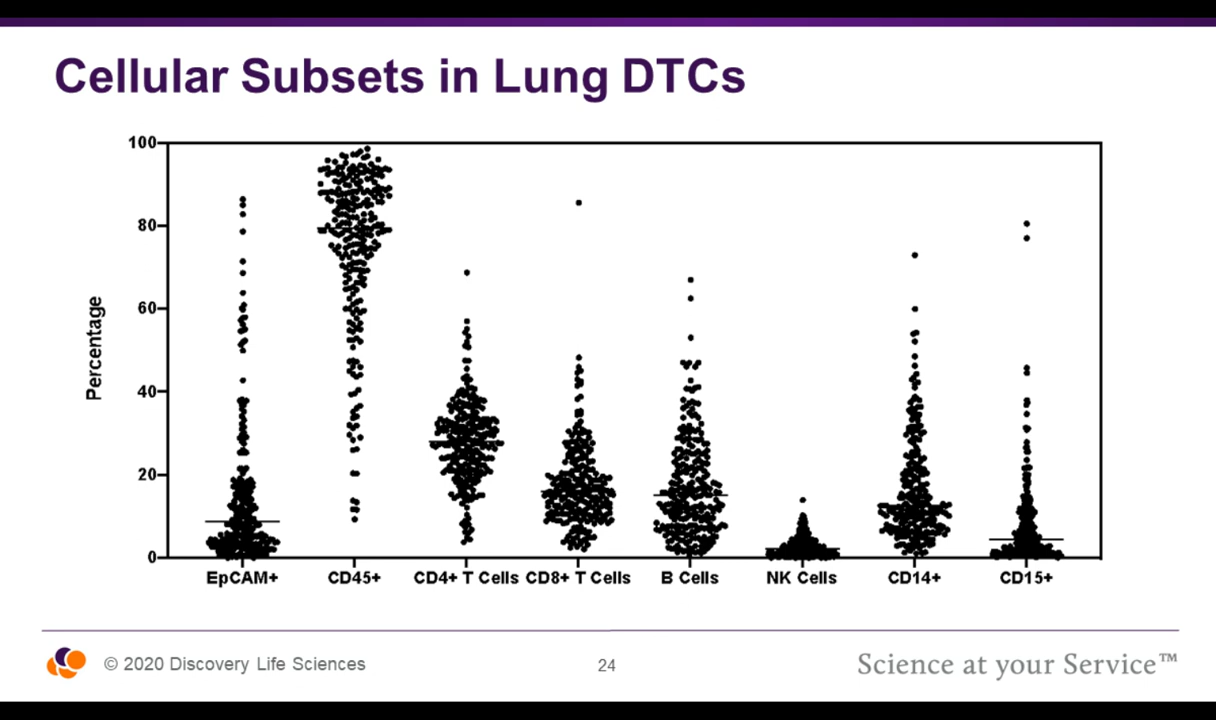 Cellular Subsets in Lung DTCs
100
80
60
40
20
0
Percentage
EpCAM+ CD45+ CD4+ T Cells CD8+ T Cells B Cells NK Cells CD14+ CD15+
© 2020 Discovery Life Sciences 24 Science at your Service™